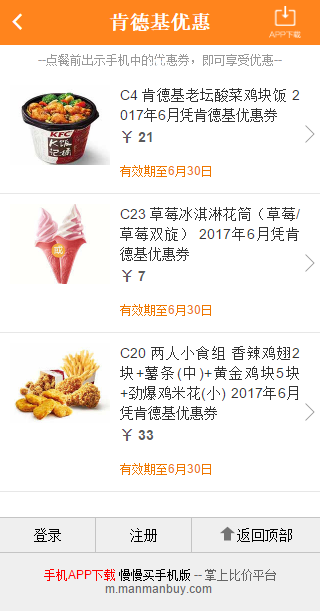 肯德基优惠
APP下载
--点餐前出示手机中的优惠券，即可享受优惠--
C4 肯德基老坛酸菜鸡块饭 2
017年6月凭肯德基优惠券
￥ 21
有效期至6月30日
KFC
K饭
记牌
C23 草莓冰淇淋花筒（草莓/
草莓双旋） 2017年6月凭肯
德基优惠券
￥ 7
有效期至6月30日
或
C20 两人小食组 香辣鸡翅2
块+薯条(中)+黄金鸡块5块
+劲爆鸡米花(小) 2017年6月
凭肯德基优惠券
￥ 33
有效期至6月30日
登录
注册
返回顶部
手机APP下载 慢慢买手机版 -- 掌上比价平台
m.manmanbuy.com